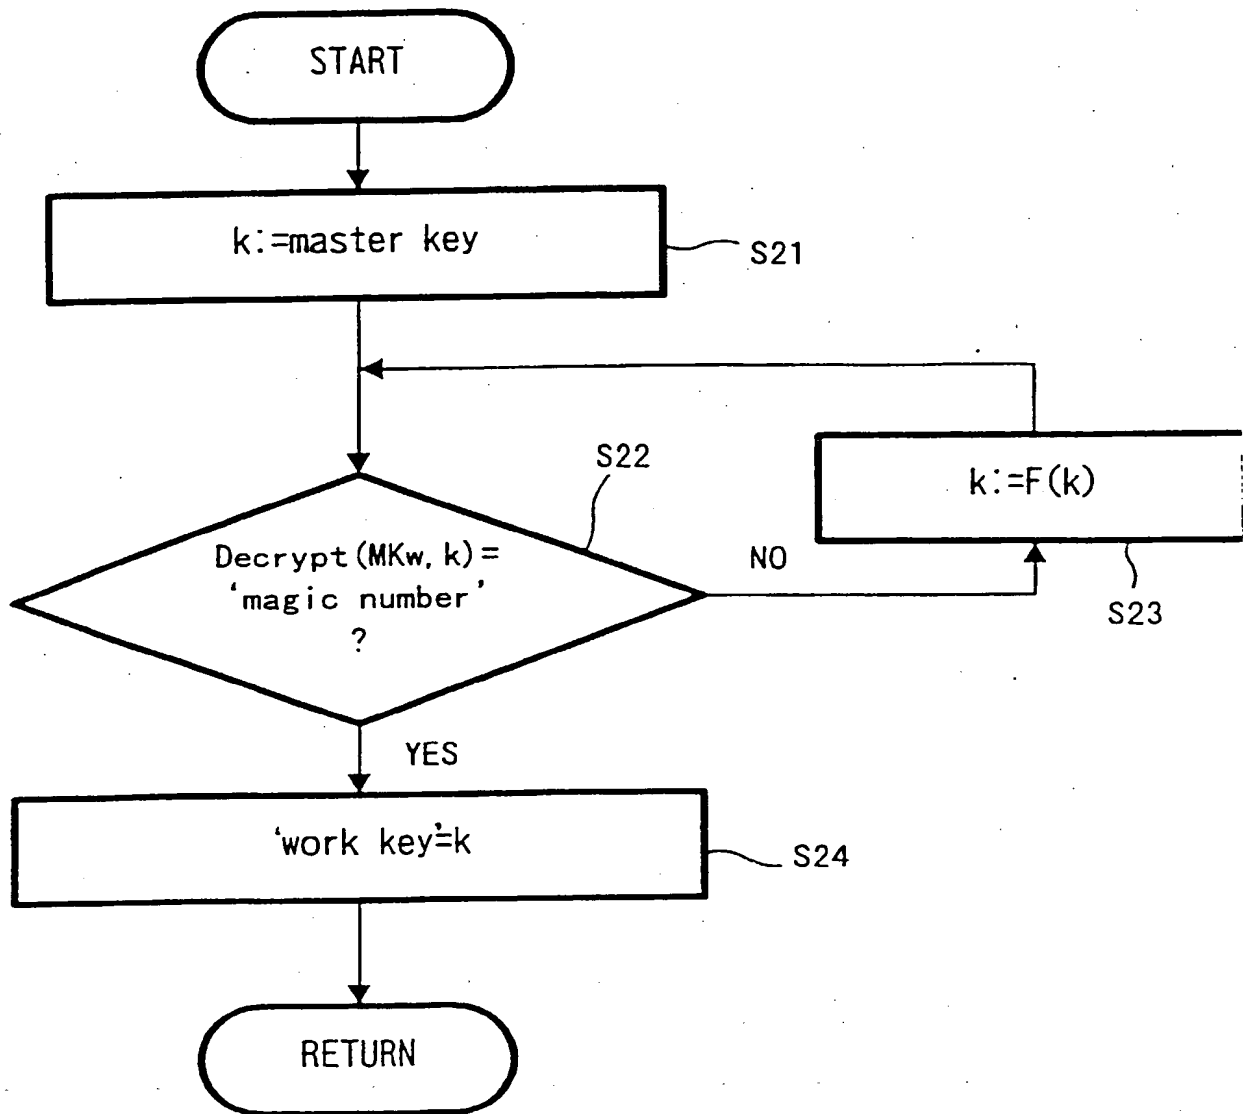 START
k:=master key
S21
S22
k:=F(k)
Decrypt(MKw, k)=
'magic number'
?
NO
S23
YES
'work key'=k
S24
RETURN